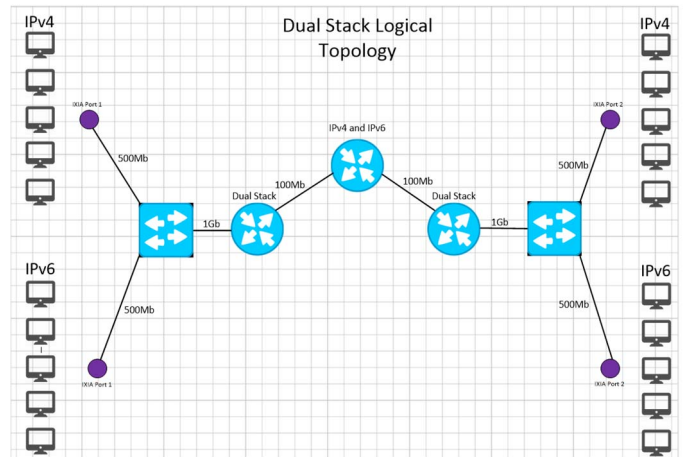 Dual Stack Logical
Topology
IPv4
IPv4
IXIA Port 1
IXIA Port 2
IPv4 and IPv6
500Mb
500Mb
100Mb
100Mb
Dual Stack
Dual Stack
1Gb
1Gb
IPv6
IPv6
500Mb
500Mb
IXIA Port 1
IXIA Port 2